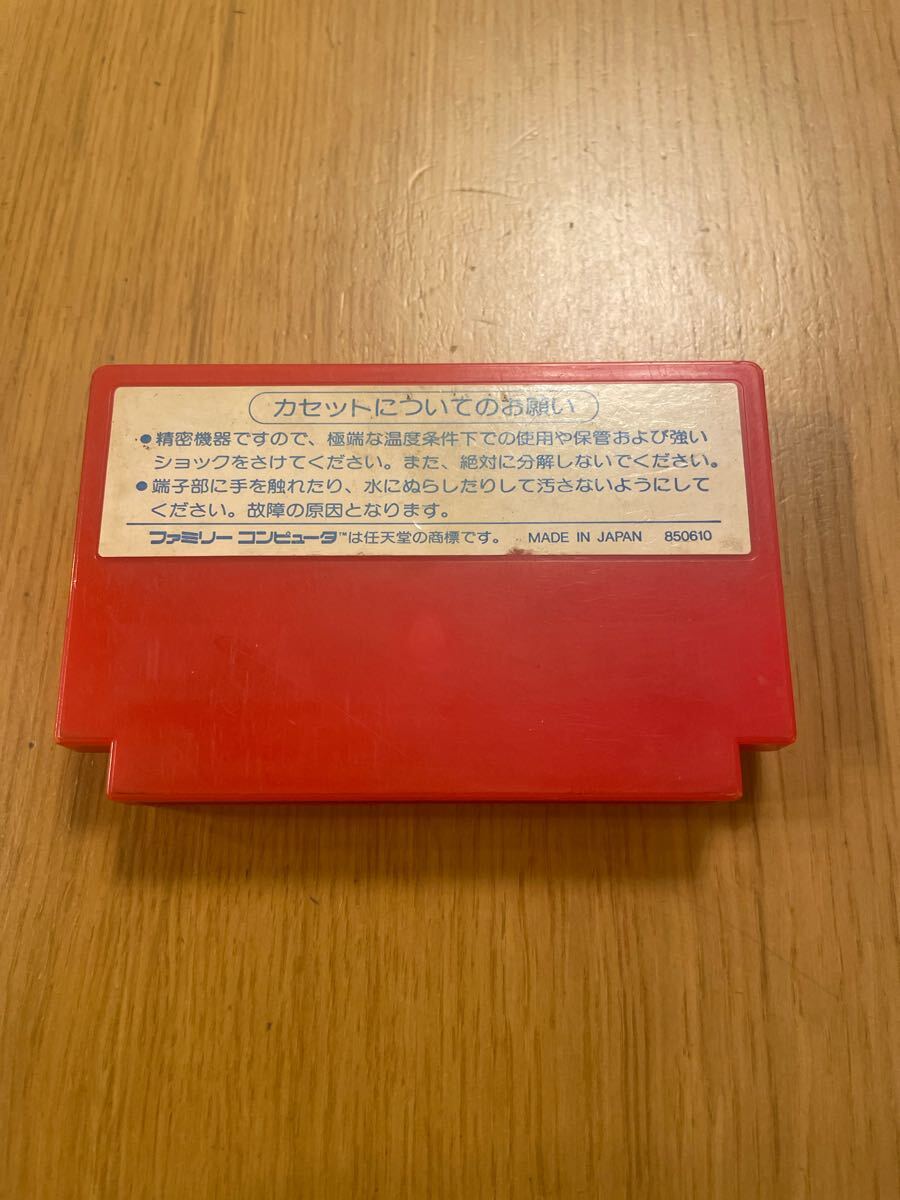 カセットについてのお願い
●精密機器ですので、極端な温度条件下での使用や保管および強い
ショックをさけてください。また、絶対に分解しないでください。
●端子部に手を触れたり、水にぬらしたりして汚さないようにして
ください。故障の原因となります。
ファミリー コンピュータ™は任天堂の商標です。 MADE IN JAPAN 850610